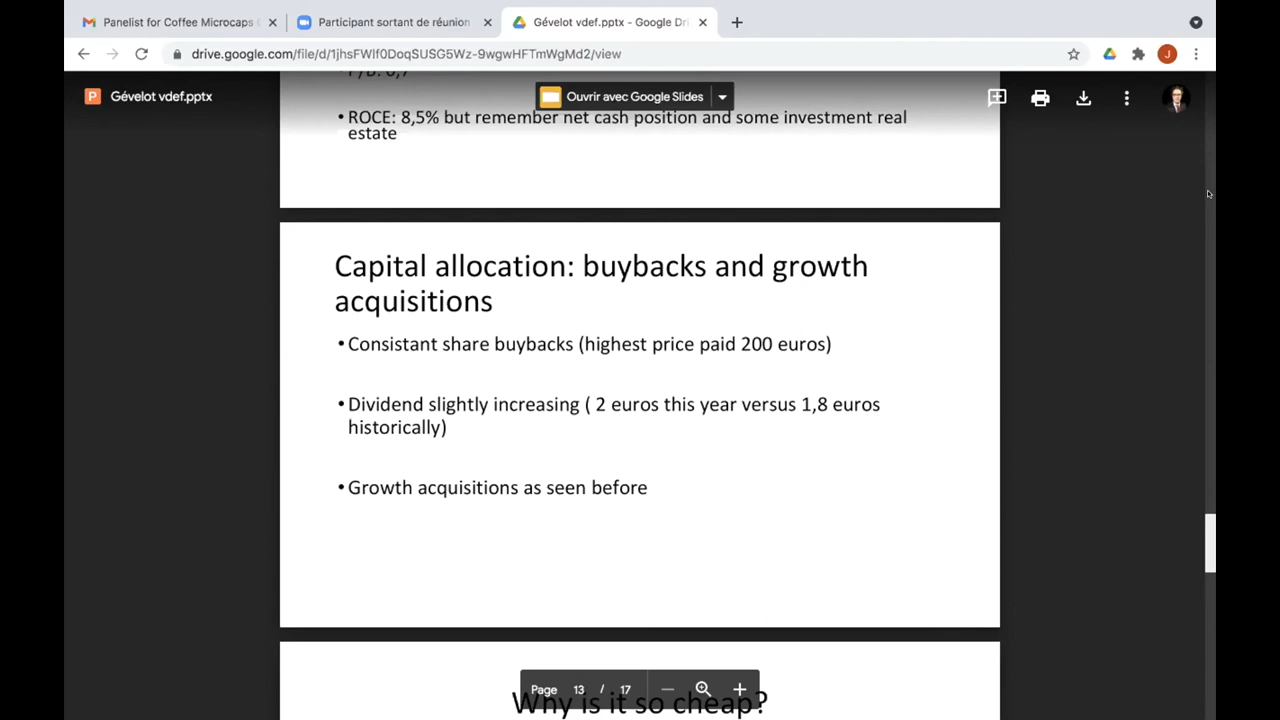 Panelist for Coffee Microcaps
Participant sortant de réunion
Gévelot vdef.pptx - Google Dri
drive.google.com/file/d/1jhsFWlf0DoqSUSG5Wz-9wgwHFTmWgMd2/view
J
P
Gévelot vdef.pptx
Ouvrir avec Google Slides
P/B: 0,7
• ROCE: 8,5% but remember net cash position and some investment real
estate
Capital allocation: buybacks and growth
acquisitions
• Consistant share buybacks (highest price paid 200 euros)
• Dividend slightly increasing ( 2 euros this year versus 1,8 euros
historically)
• Growth acquisitions as seen before
Page 13 / 17
Why is it so cheap?